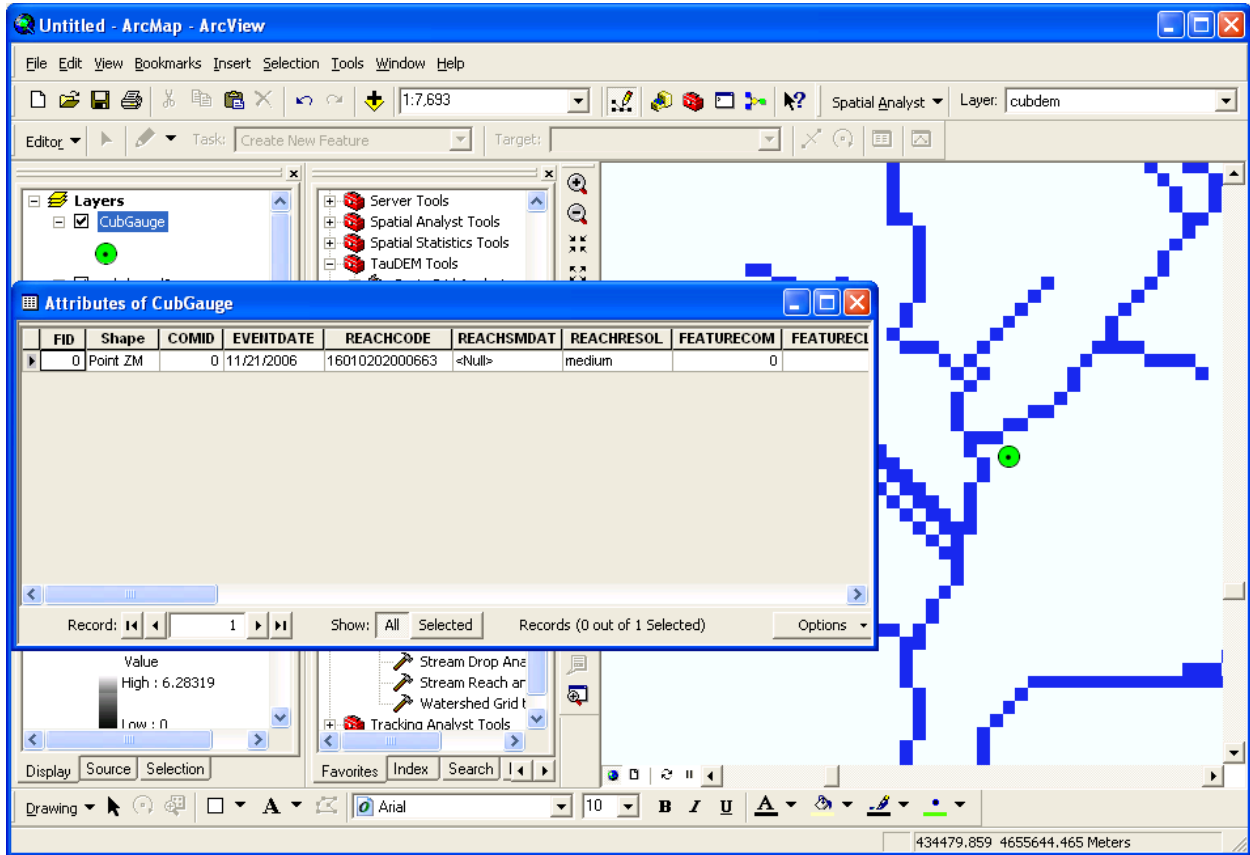 Untitled - ArcMap - ArcView
File Edit View Bookmarks Insert Selection Tools Window Help
1:7,693 Spatial Analyst Layer: cubdem
Editor Task: Create New Feature Target:
Layers
CubGauge
Server Tools
Spatial Analyst Tools
Spatial Statistics Tools
TauDEM Tools
Attributes of CubGauge
FID Shape COMID EVENTDATE REACHCODE REACHSMDAT REACHRESOL FEATURECOM FEATURECL
0 Point ZM 0 11/21/2006 16010202000663 <Null> medium 0
Record: 1 Show: All Selected Records (0 out of 1 Selected) Options
Value
High : 6.28319
Low : 0
Stream Drop Ana
Stream Reach ar
Watershed Grid t
Tracking Analyst Tools
Display Source Selection
Favorites Index Search
Drawing A Arial 10 B I U A
434479.859 4655644.465 Meters